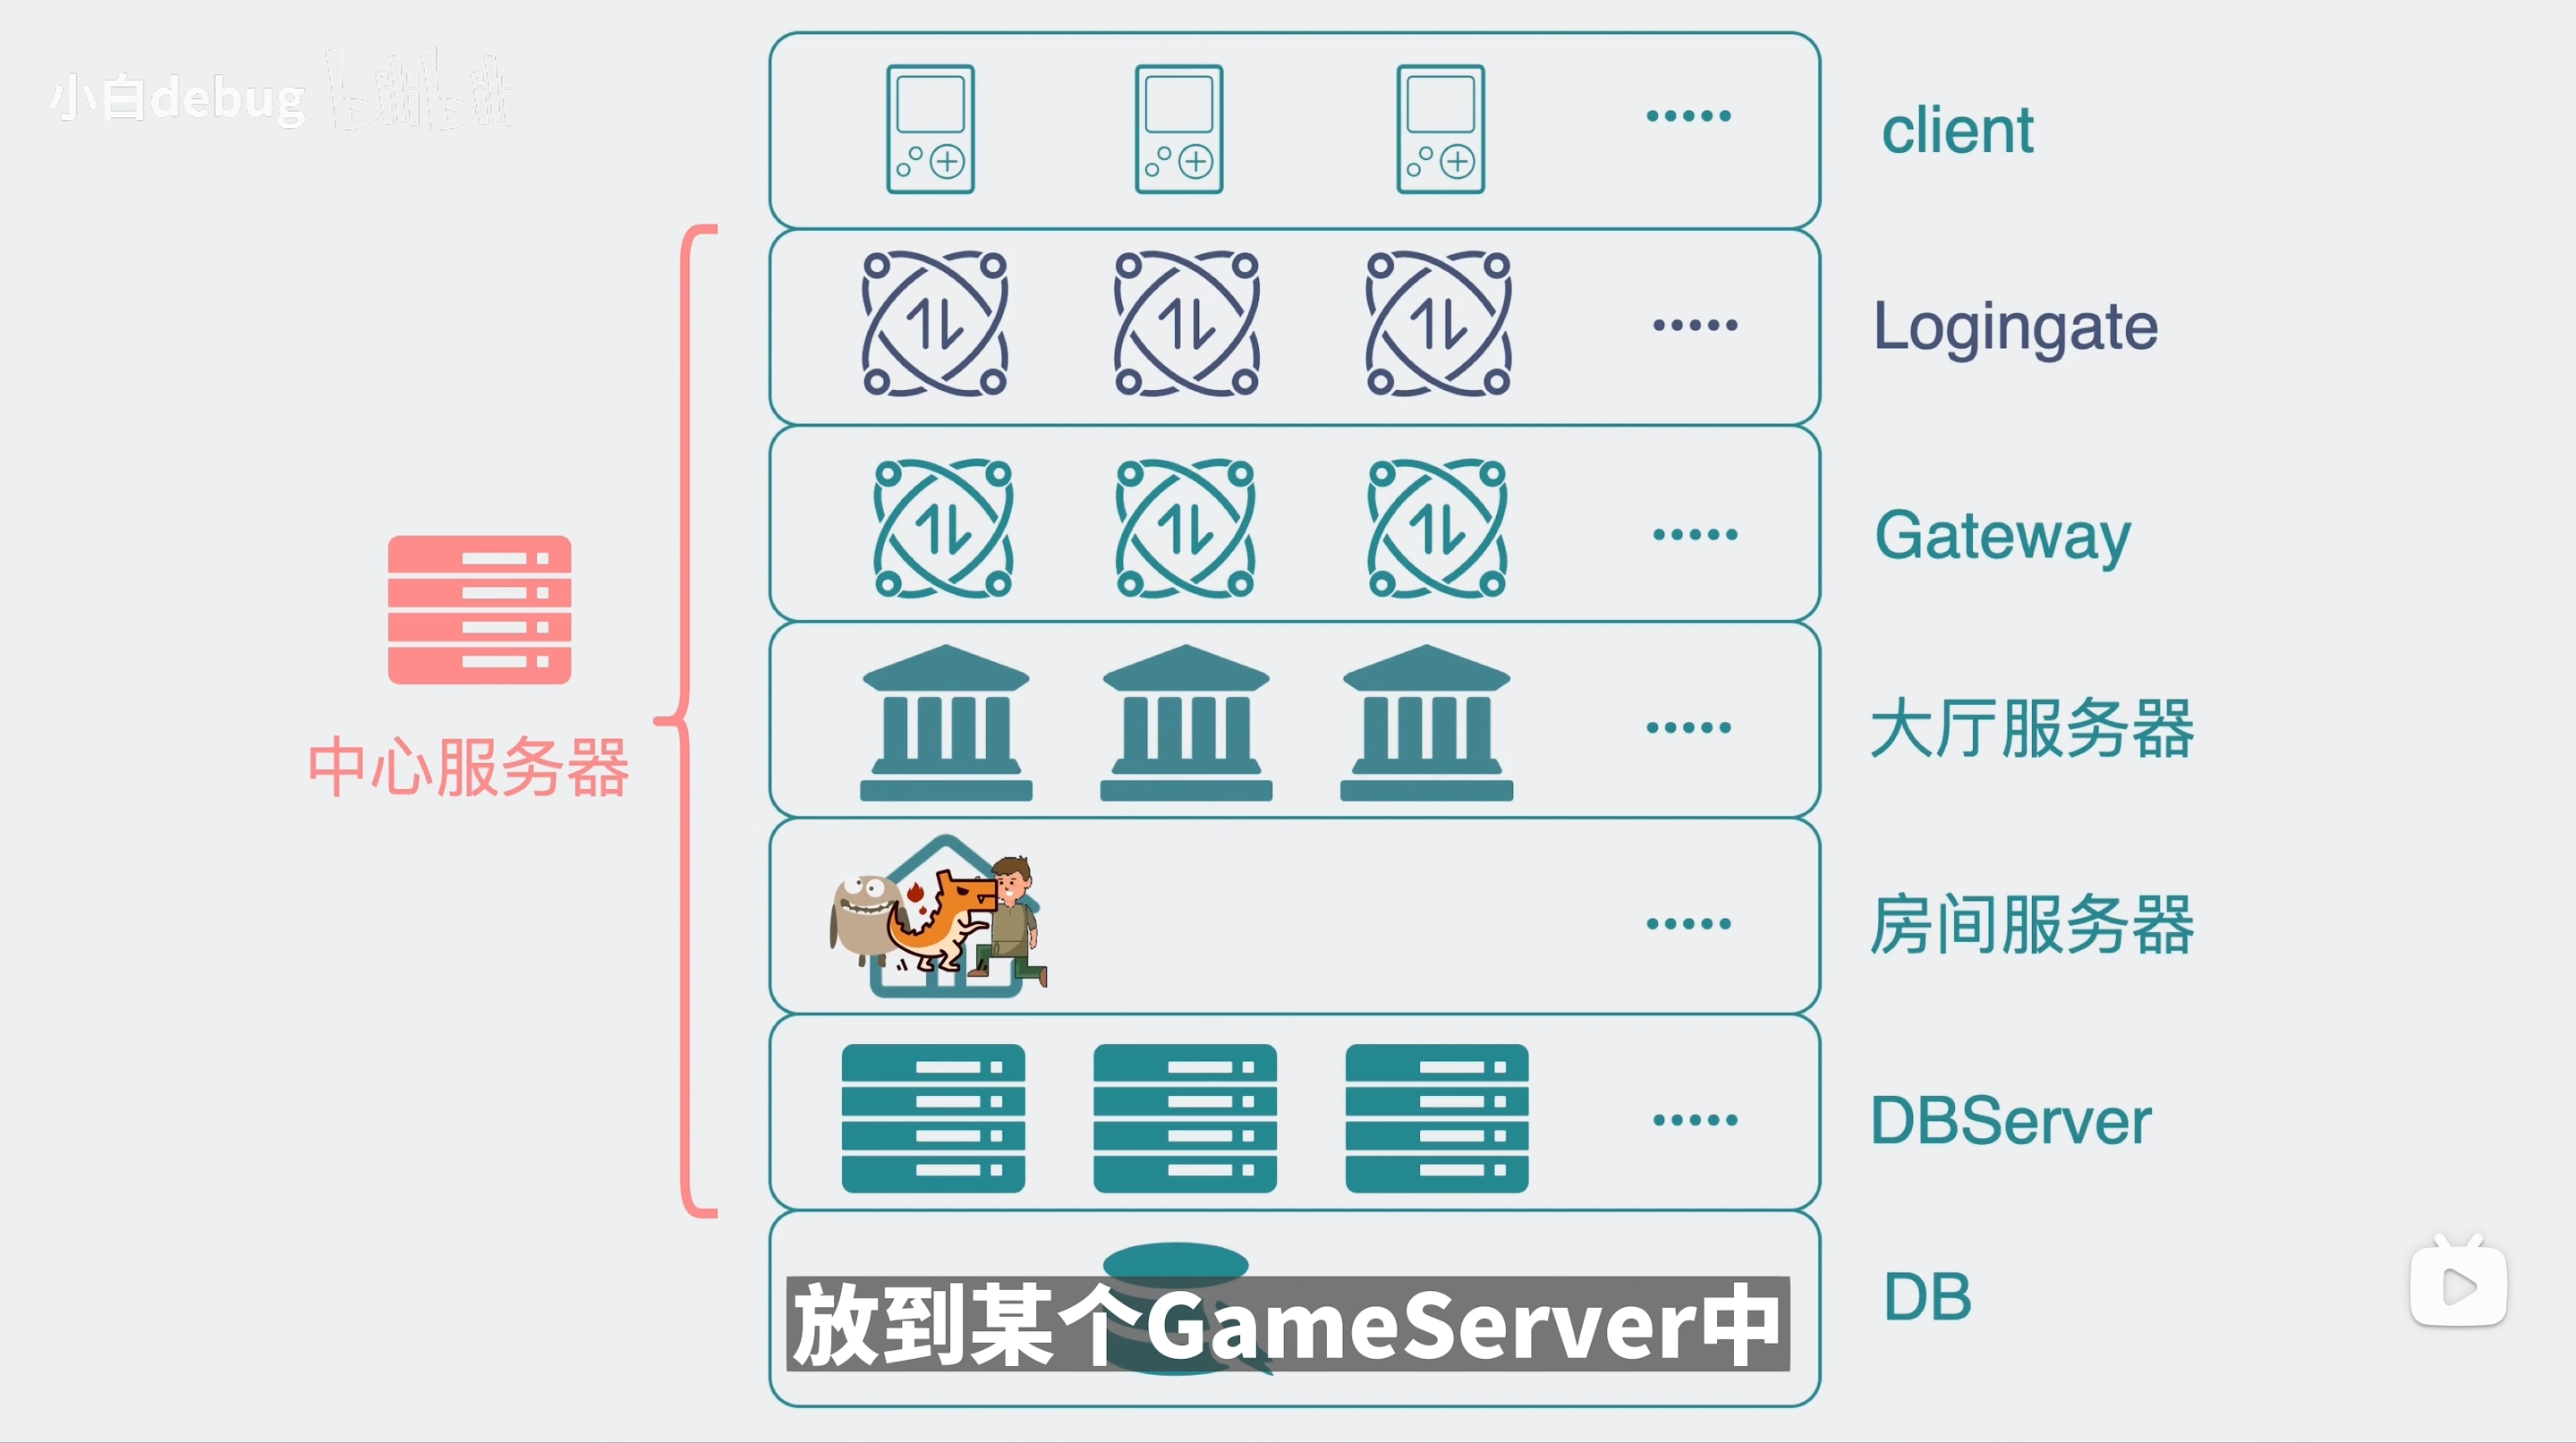 小白debug bilibili
client
Logingate
Gateway
中心服务器
大厅服务器
房间服务器
DBServer
DB
放到某个GameServer中